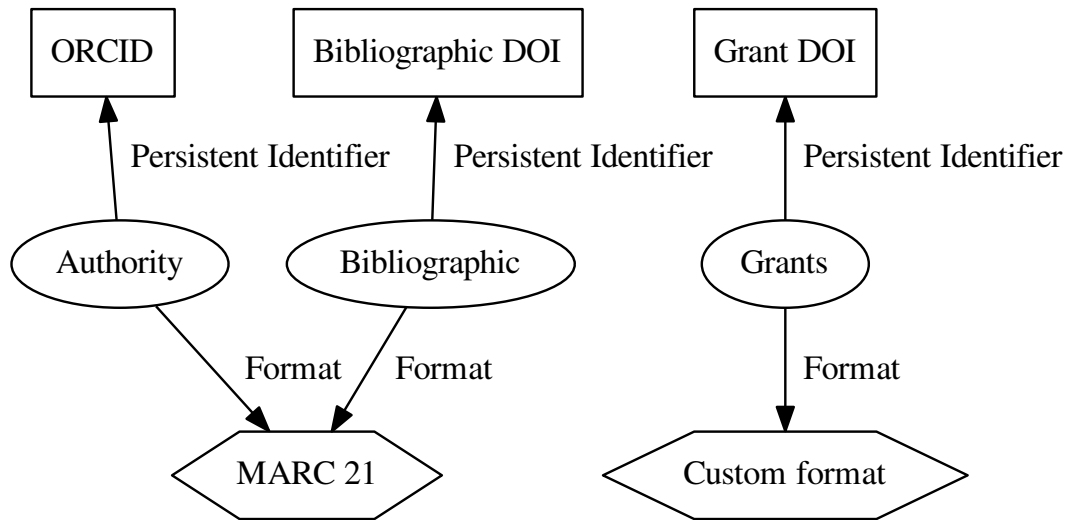 ORCID
Bibliographic DOI
Grant DOI
Persistent Identifier
Persistent Identifier
Persistent Identifier
Authority
Bibliographic
Grants
Format
Format
Format
MARC 21
Custom format